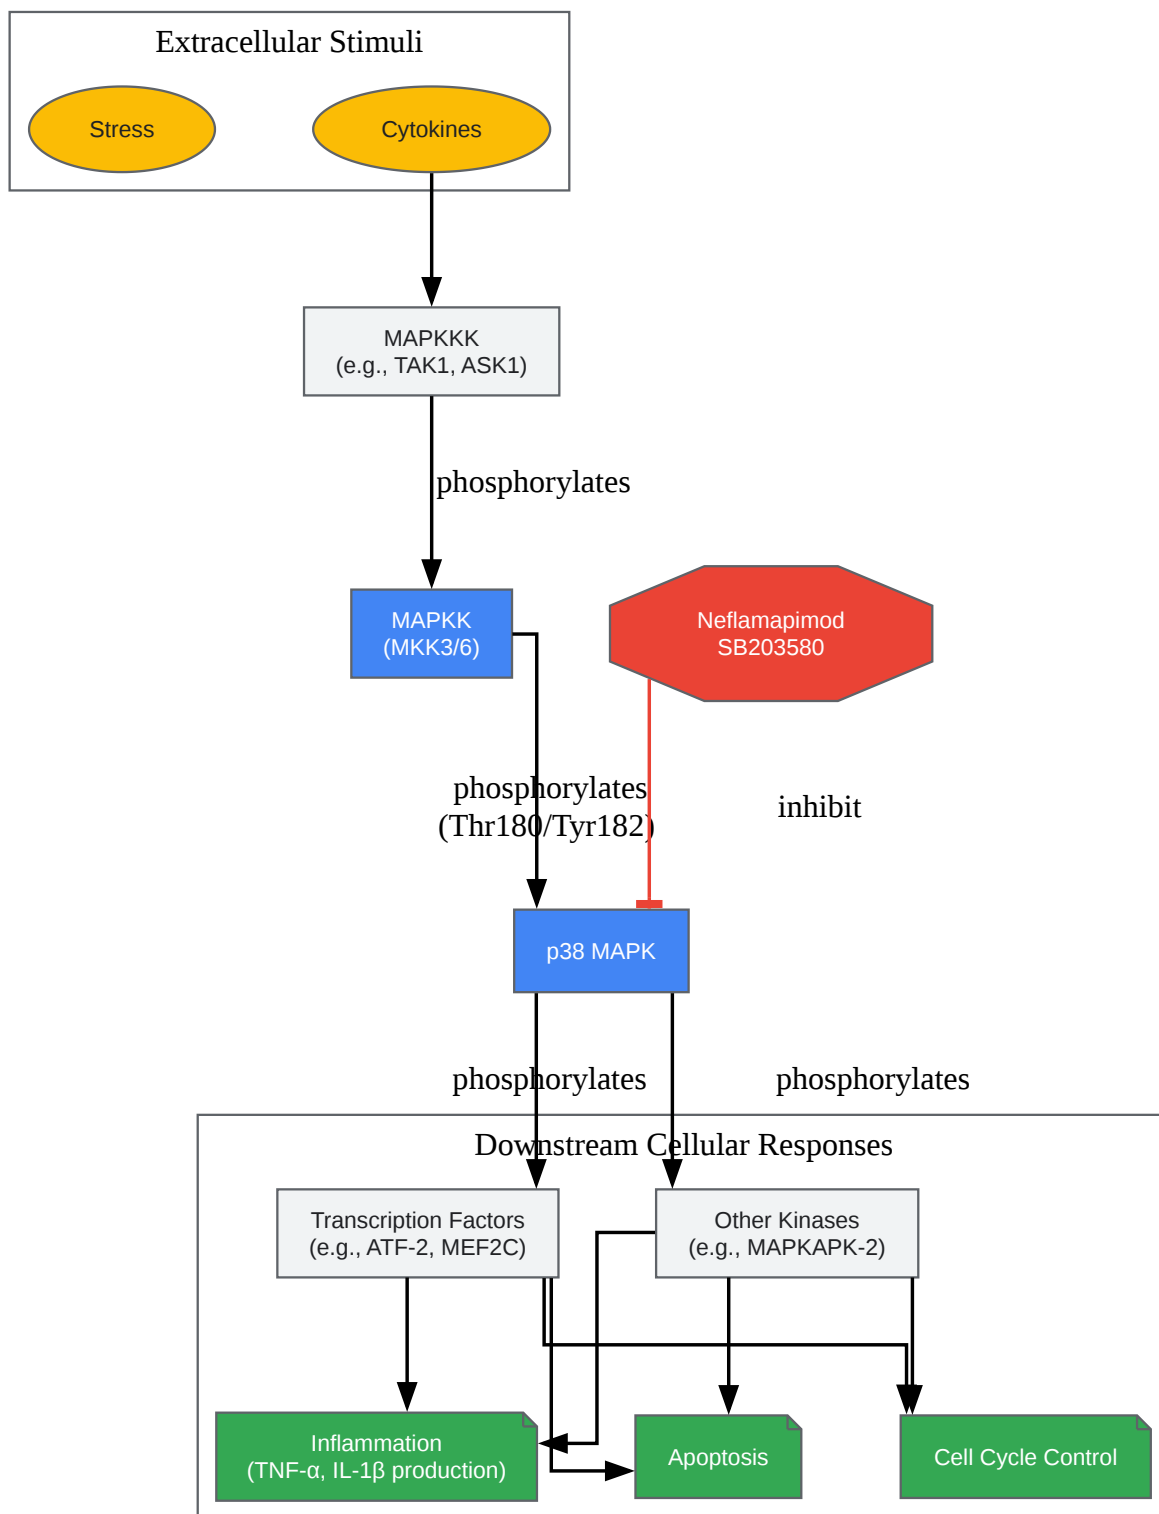 Extracellular Stimuli
Stress
Cytokines
MAPKKK
(e.g., TAK1, ASK1)
phosphorylates
MAPKK
(MKK3/6)
Neflamapimod
SB203580
phosphorylates
(Thr180/Tyr182)
inhibit
p38 MAPK
phosphorylates
phosphorylates
Downstream Cellular Responses
Transcription Factors
(e.g., ATF-2, MEF2C)
Other Kinases
(e.g., MAPKAPK-2)
Inflammation
(TNF-α, IL-1β production)
Apoptosis
Cell Cycle Control